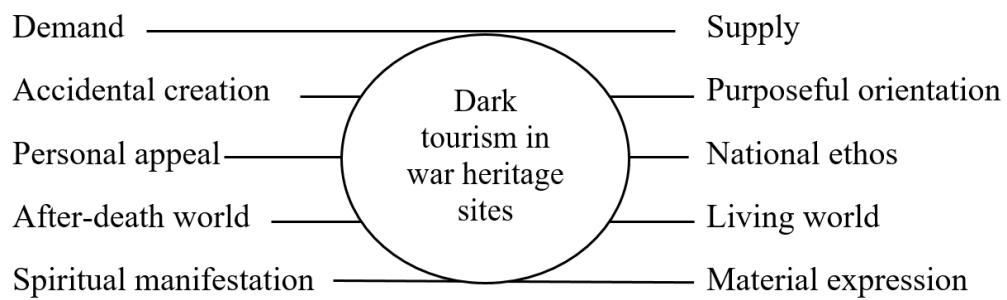 Demand
Supply
Accidental creation
Purposeful orientation
Personal appeal
National ethos
After-death world
Living world
Spiritual manifestation
Material expression
Dark
tourism in
war heritage
sites